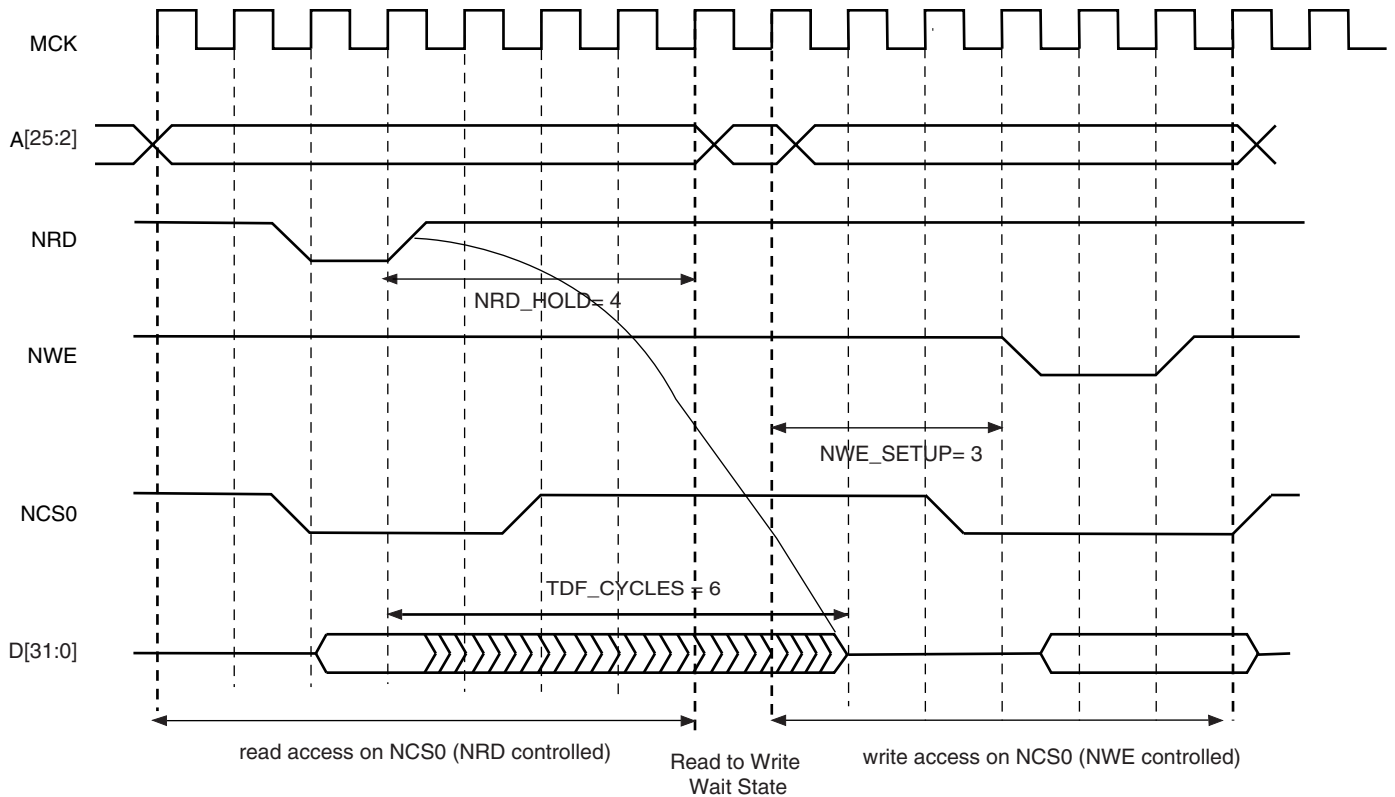 MCK
A[25:2]
NRD
NRD_HOLD= 4
NWE
NWE_SETUP= 3
NCS0
TDF_CYCLES = 6
D[31:0]
read access on NCS0 (NRD controlled)
Read to Write
Wait State
write access on NCS0 (NWE controlled)